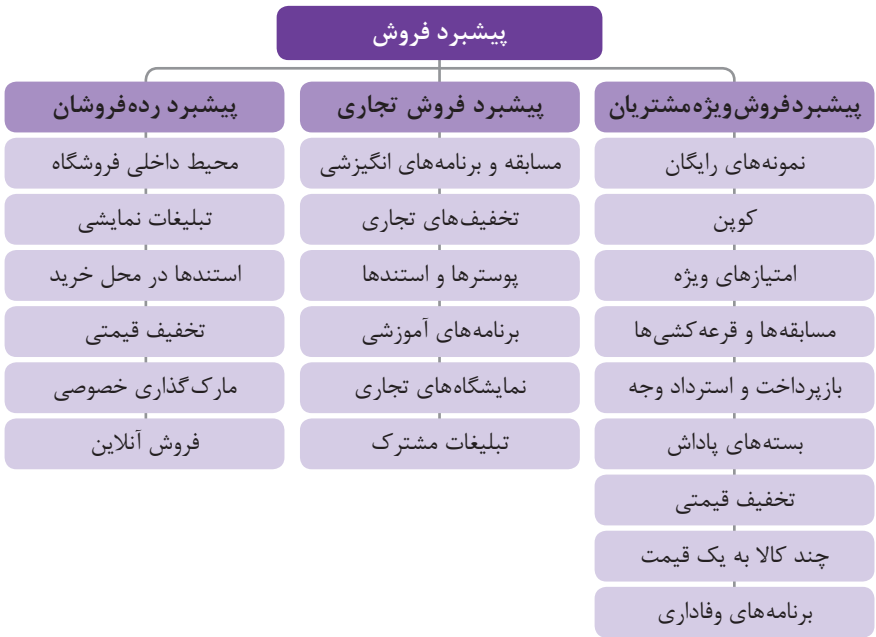 پیشبرد فروش
پیشبردفروش‌ویژه‌مشتریان
نمونه‌های رایگان
کوپن
امتیازهای ویژه
مسابقه‌ها و قرعه‌کشی‌ها
بازپرداخت و استرداد وجه
بسته‌های پاداش
تخفیف قیمتی
چند کالا به یک قیمت
برنامه‌های وفاداری
پیشبرد فروش تجاری
مسابقه و برنامه‌های انگیزشی
تخفیف‌های تجاری
پوسترها و استندها
برنامه‌های آموزشی
نمایشگاه‌های تجاری
تبلیغات مشترک
پیشبرد رده‌فروشان
محیط داخلی فروشگاه
تبلیغات نمایشی
استندها در محل خرید
تخفیف قیمتی
مارک‌گذاری خصوصی
فروش آنلاین